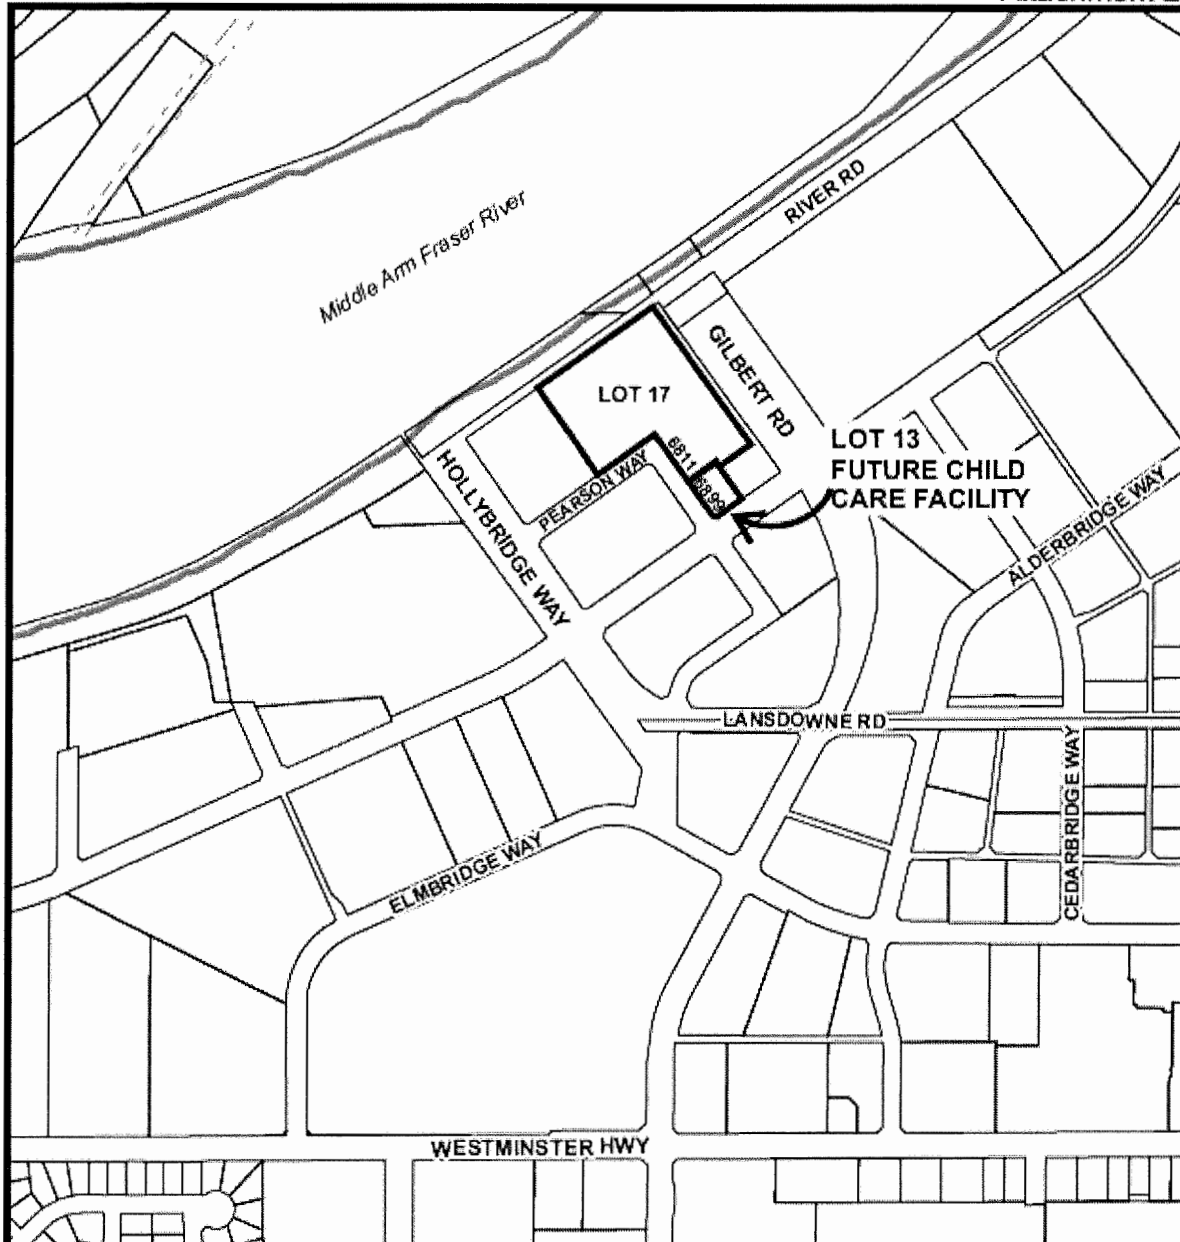 Middle Arm Fraser River
RIVER RD
GILBERT RD
LOT 17
LOT 13
FUTURE CHILD
CARE FACILITY
6811
6899
PEARSON WAY
HOLLYBRIDGE WAY
ALDERBRIDGE WAY
LANSDOWNE RD
CEDARBRIDGE WAY
ELMBRIDGE WAY
WESTMINSTER HWY